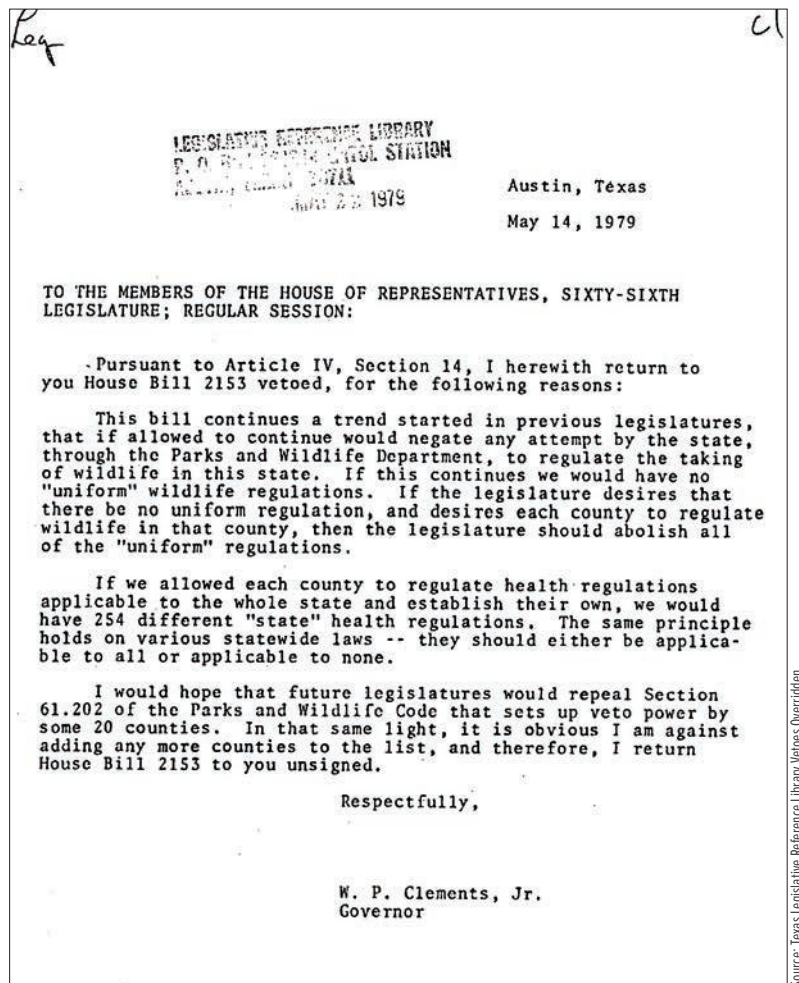 Leg
cl
LEGISLATIVE REFERENCE LIBRARY
STATION
1979
Austin, Texas
May 14, 1979
TO THE MEMBERS OF THE HOUSE OF REPRESENTATIVES, SIXTY-SIXTH
LEGISLATURE; REGULAR SESSION:
Pursuant to Article IV, Section 14, I herewith return to
you House Bill 2153 vetoed, for the following reasons:
This bill continues a trend started in previous legislatures,
that if allowed to continue would negate any attempt by the state,
through the Parks and Wildlife Department, to regulate the taking
of wildlife in this state. If this continues we would have no
"uniform" wildlife regulations. If the legislature desires that
there be no uniform regulation, and desires each county to regulate
wildlife in that county, then the legislature should abolish all
of the "uniform" regulations.
If we allowed each county to regulate health regulations
applicable to the whole state and establish their own, we would
have 254 different "state" health regulations. The same principle
holds on various statewide laws -- they should either be applica-
ble to all or applicable to none.
I would hope that future legislatures would repeal Section
61.202 of the Parks and Wildlife Code that sets up veto power by
some 20 counties. In that same light, it is obvious I am against
adding any more counties to the list, and therefore, I return
House Bill 2153 to you unsigned.
Respectfully,
W. P. Clements, Jr.
Governor
Source: Texas Legislative Reference Library Vetoes Overridden